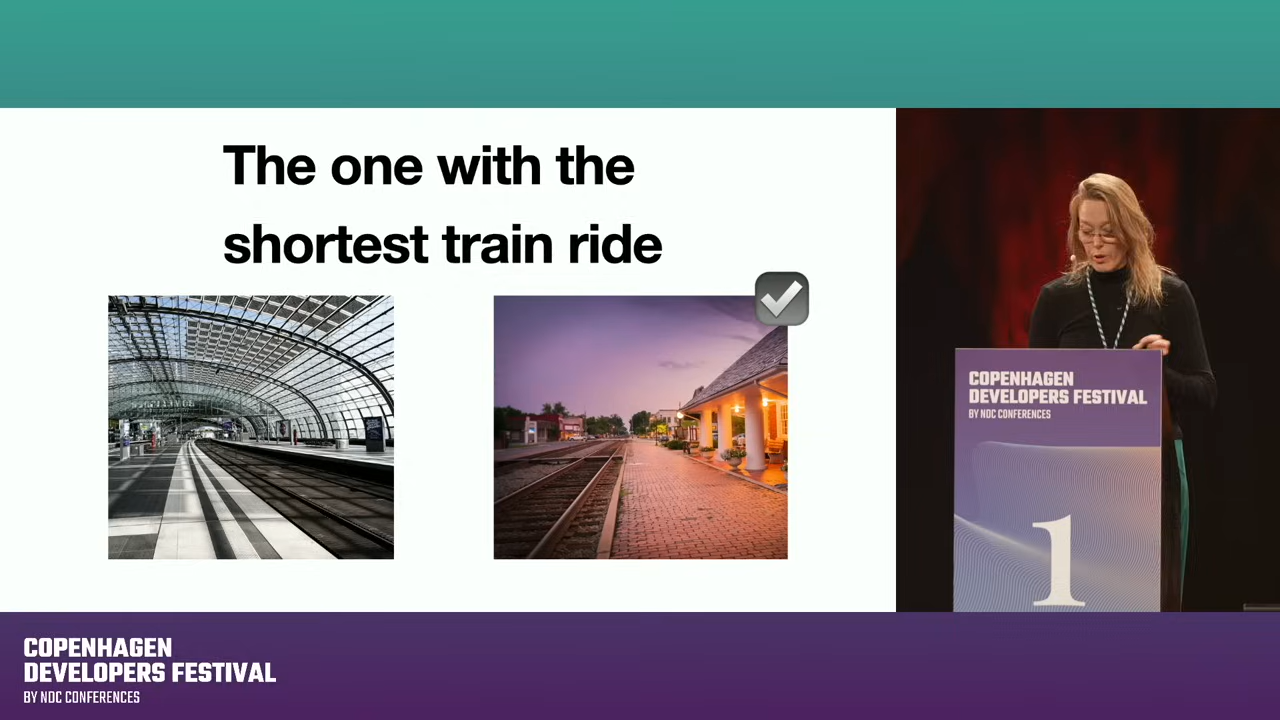 The one with the
shortest train ride
COPENHAGEN
DEVELOPERS FESTIVAL
BY NDC CONFERENCES
1
COPENHAGEN
DEVELOPERS FESTIVAL
BY NDC CONFERENCES